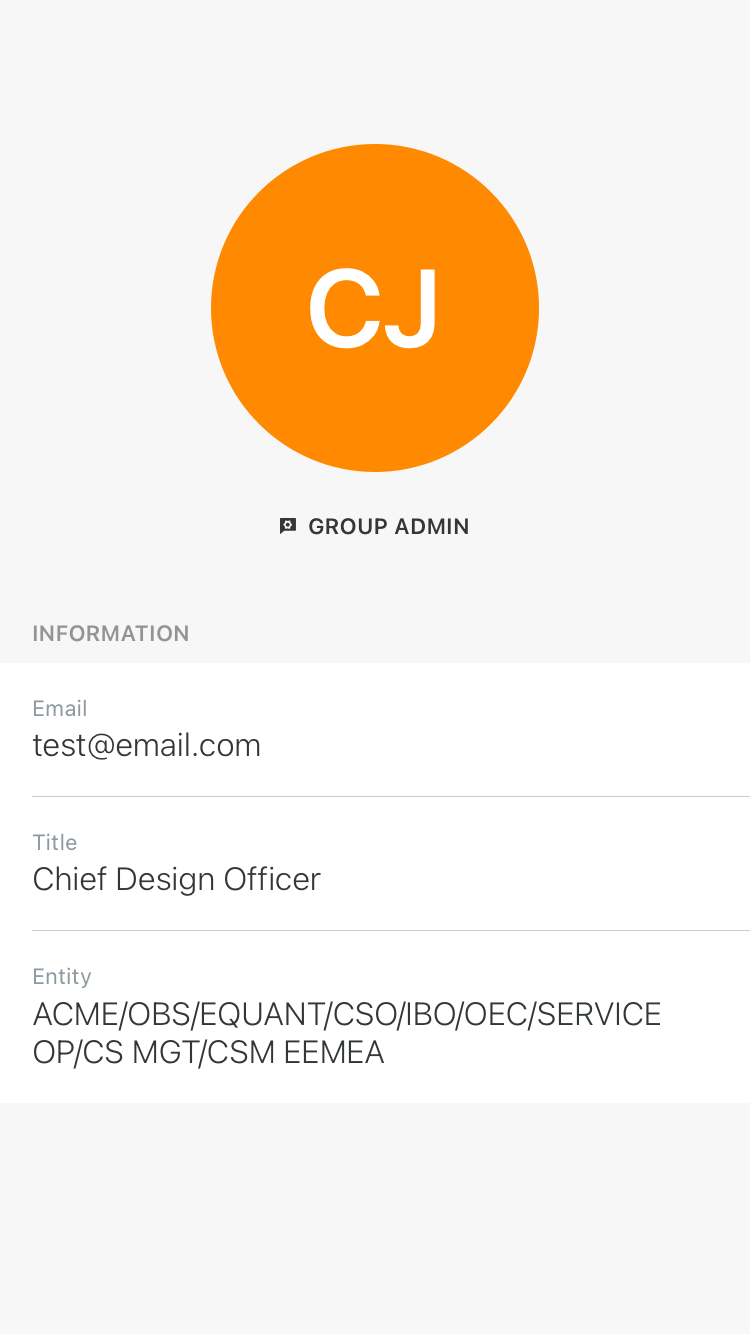 CJ
GROUP ADMIN
INFORMATION
Email
test@email.com
Title
Chief Design Officer
Entity
ACME/OBS/EQUANT/CSO/IBO/OEC/SERVICE
OP/CS MGT/CSM EEMEA